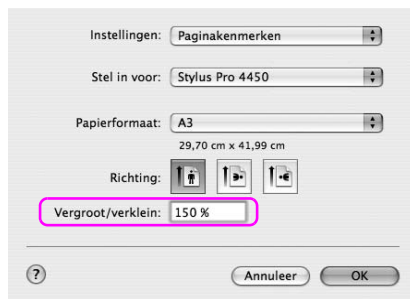 Instellingen: Paginakenmerken
Stel in voor: Stylus Pro 4450
Papierformaat: A3
29,70 cm x 41,99 cm
Richting:
Vergroot/verklein: 150 %
? Annuleer OK